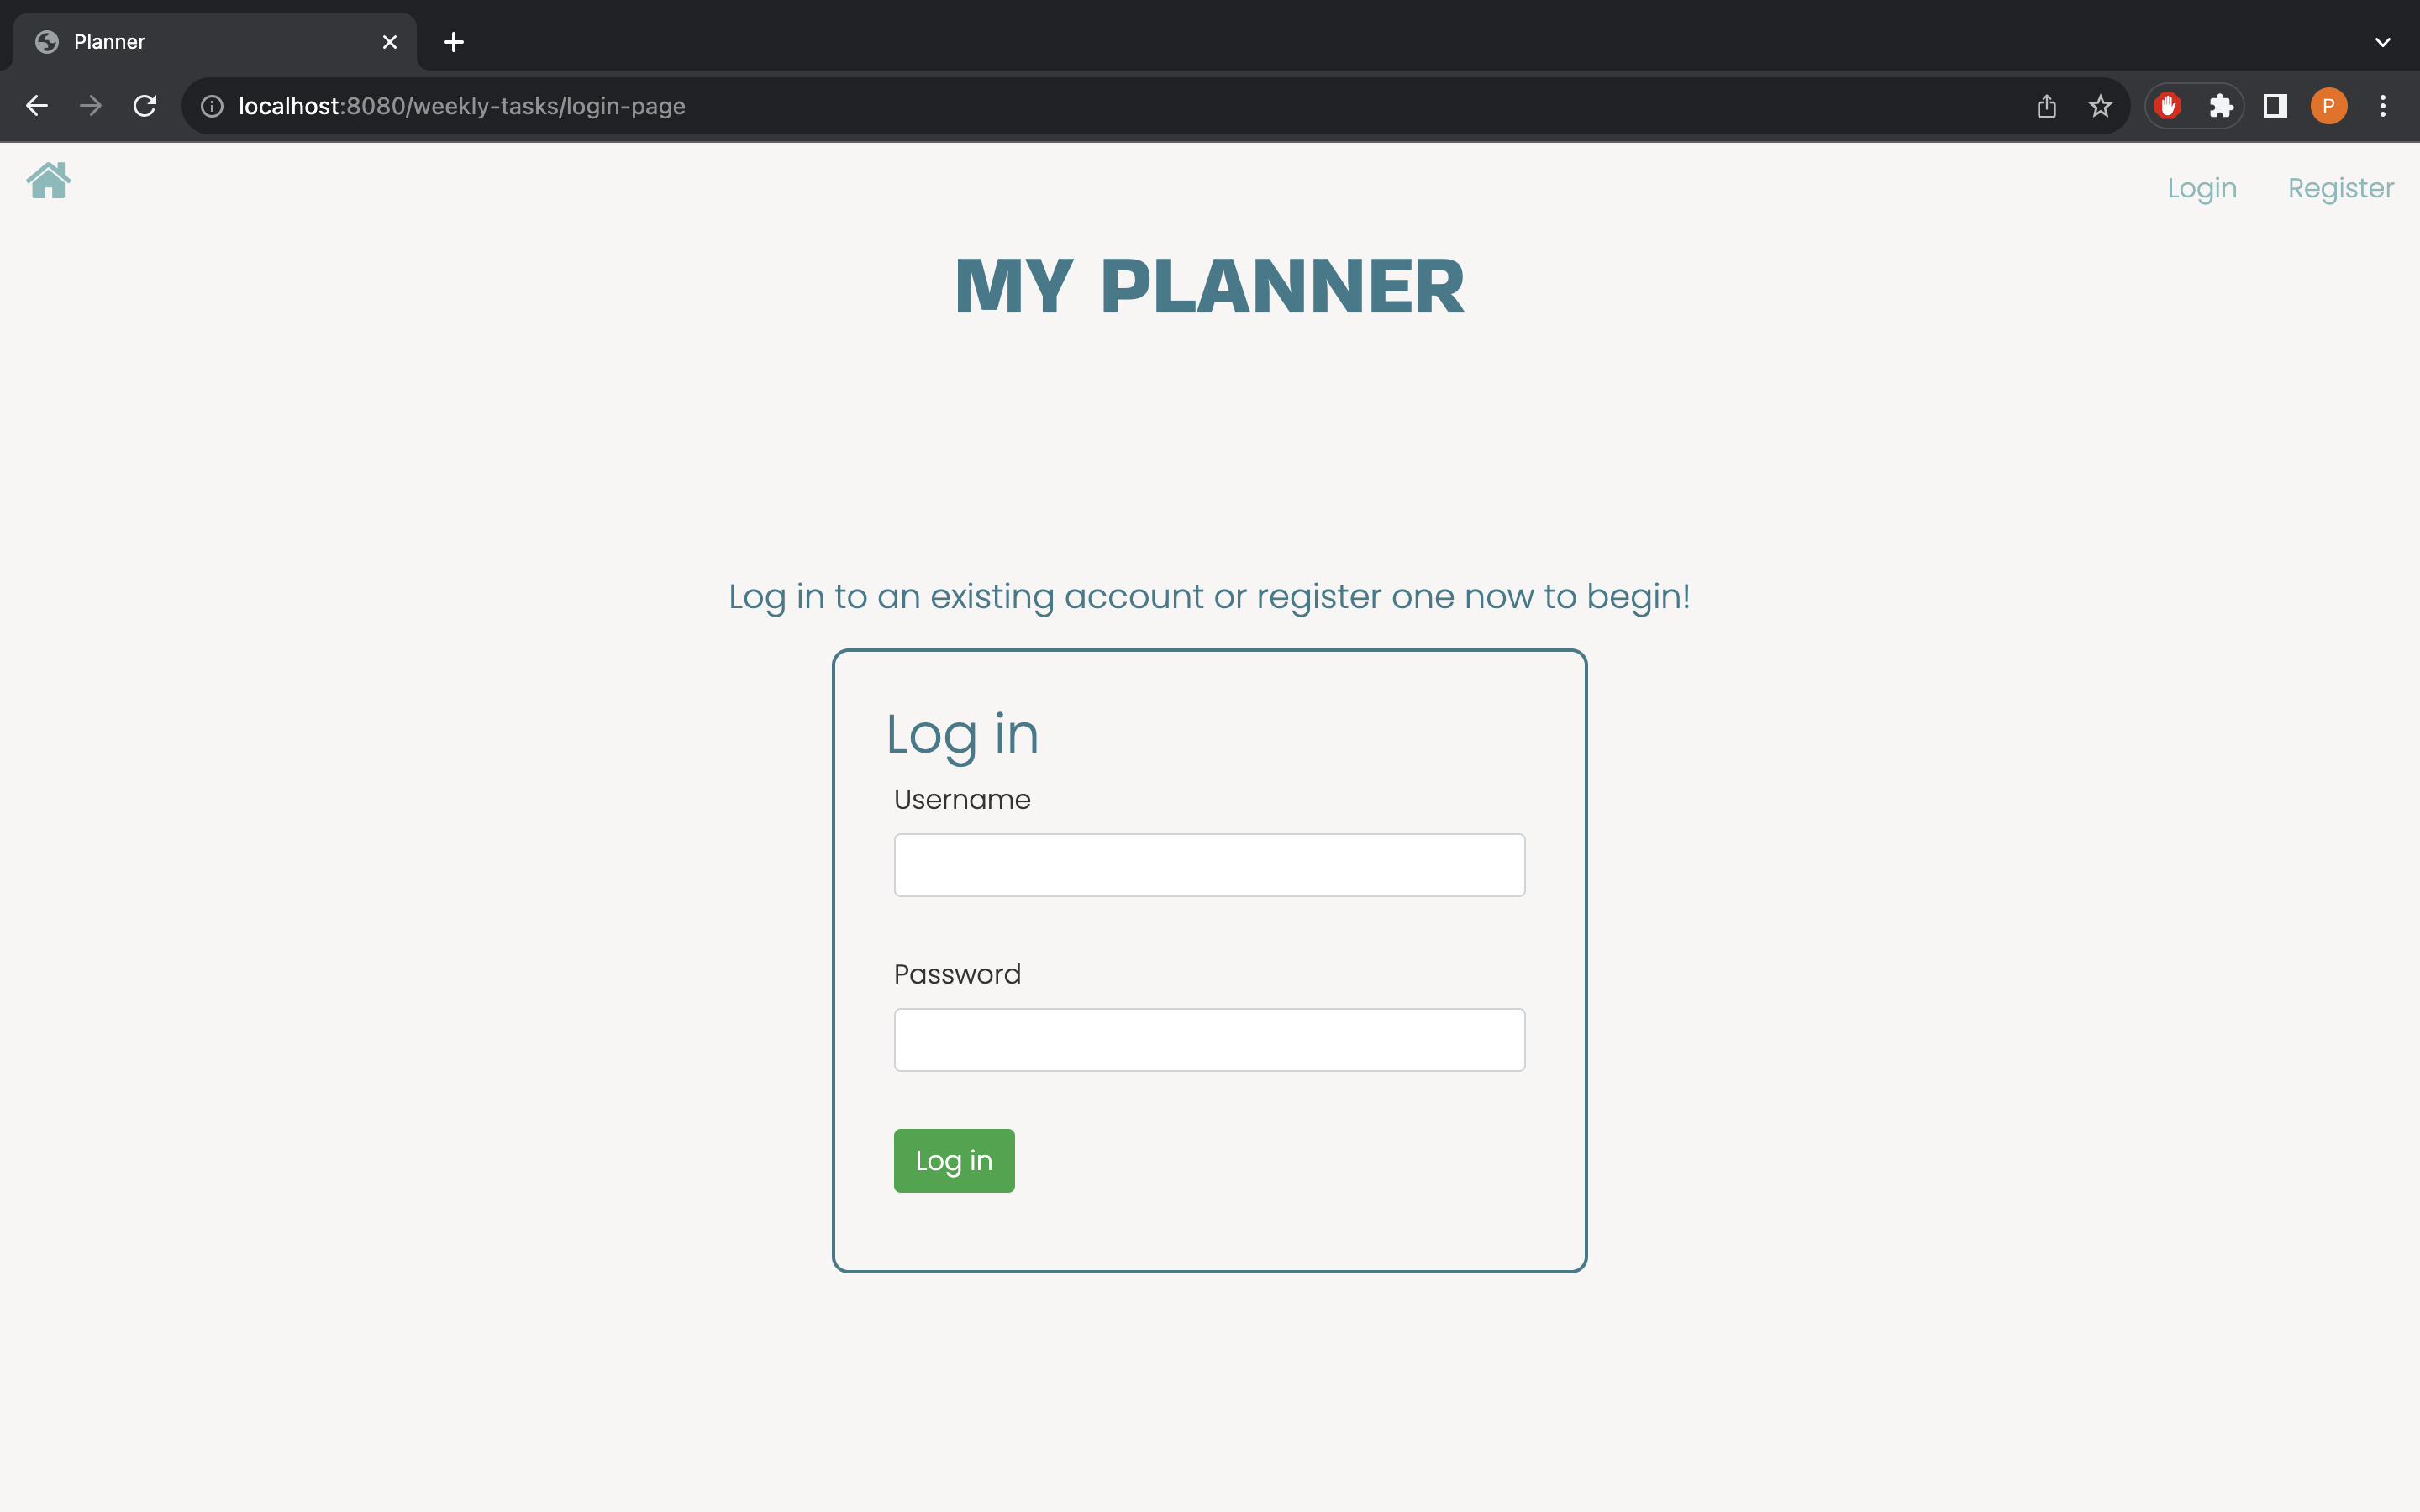 Planner
localhost:8080/weekly-tasks/login-page
P
Login Register
MY PLANNER
Log in to an existing account or register one now to begin!
Log in
Username
Password
Log in